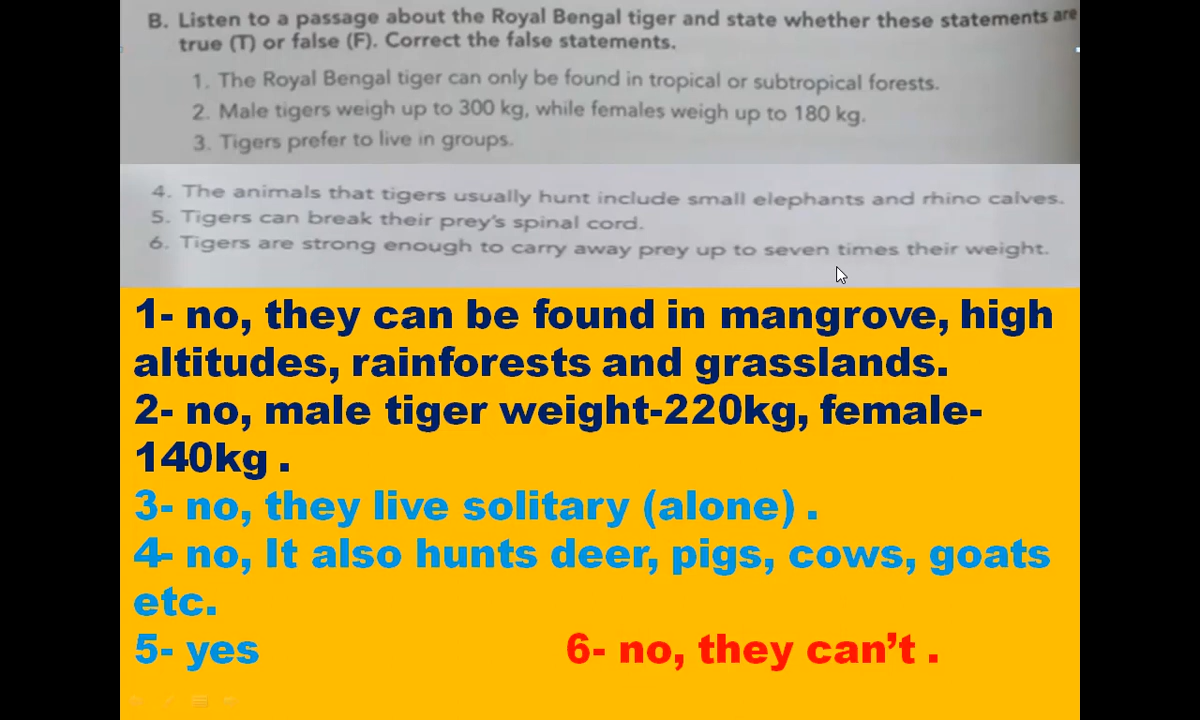 B. Listen to a passage about the Royal Bengal tiger and state whether these statements are
true (T) or false (F). Correct the false statements.
1. The Royal Bengal tiger can only be found in tropical or subtropical forests.
2. Male tigers weigh up to 300 kg, while females weigh up to 180 kg.
3. Tigers prefer to live in groups.
4. The animals that tigers usually hunt include small elephants and rhino calves.
5. Tigers can break their prey's spinal cord.
6. Tigers are strong enough to carry away prey up to seven times their weight.
1- no, they can be found in mangrove, high
altitudes, rainforests and grasslands.
2- no, male tiger weight-220kg, female-
140kg .
3- no, they live solitary (alone) .
4- no, It also hunts deer, pigs, cows, goats
etc.
5- yes 6- no, they can’t .